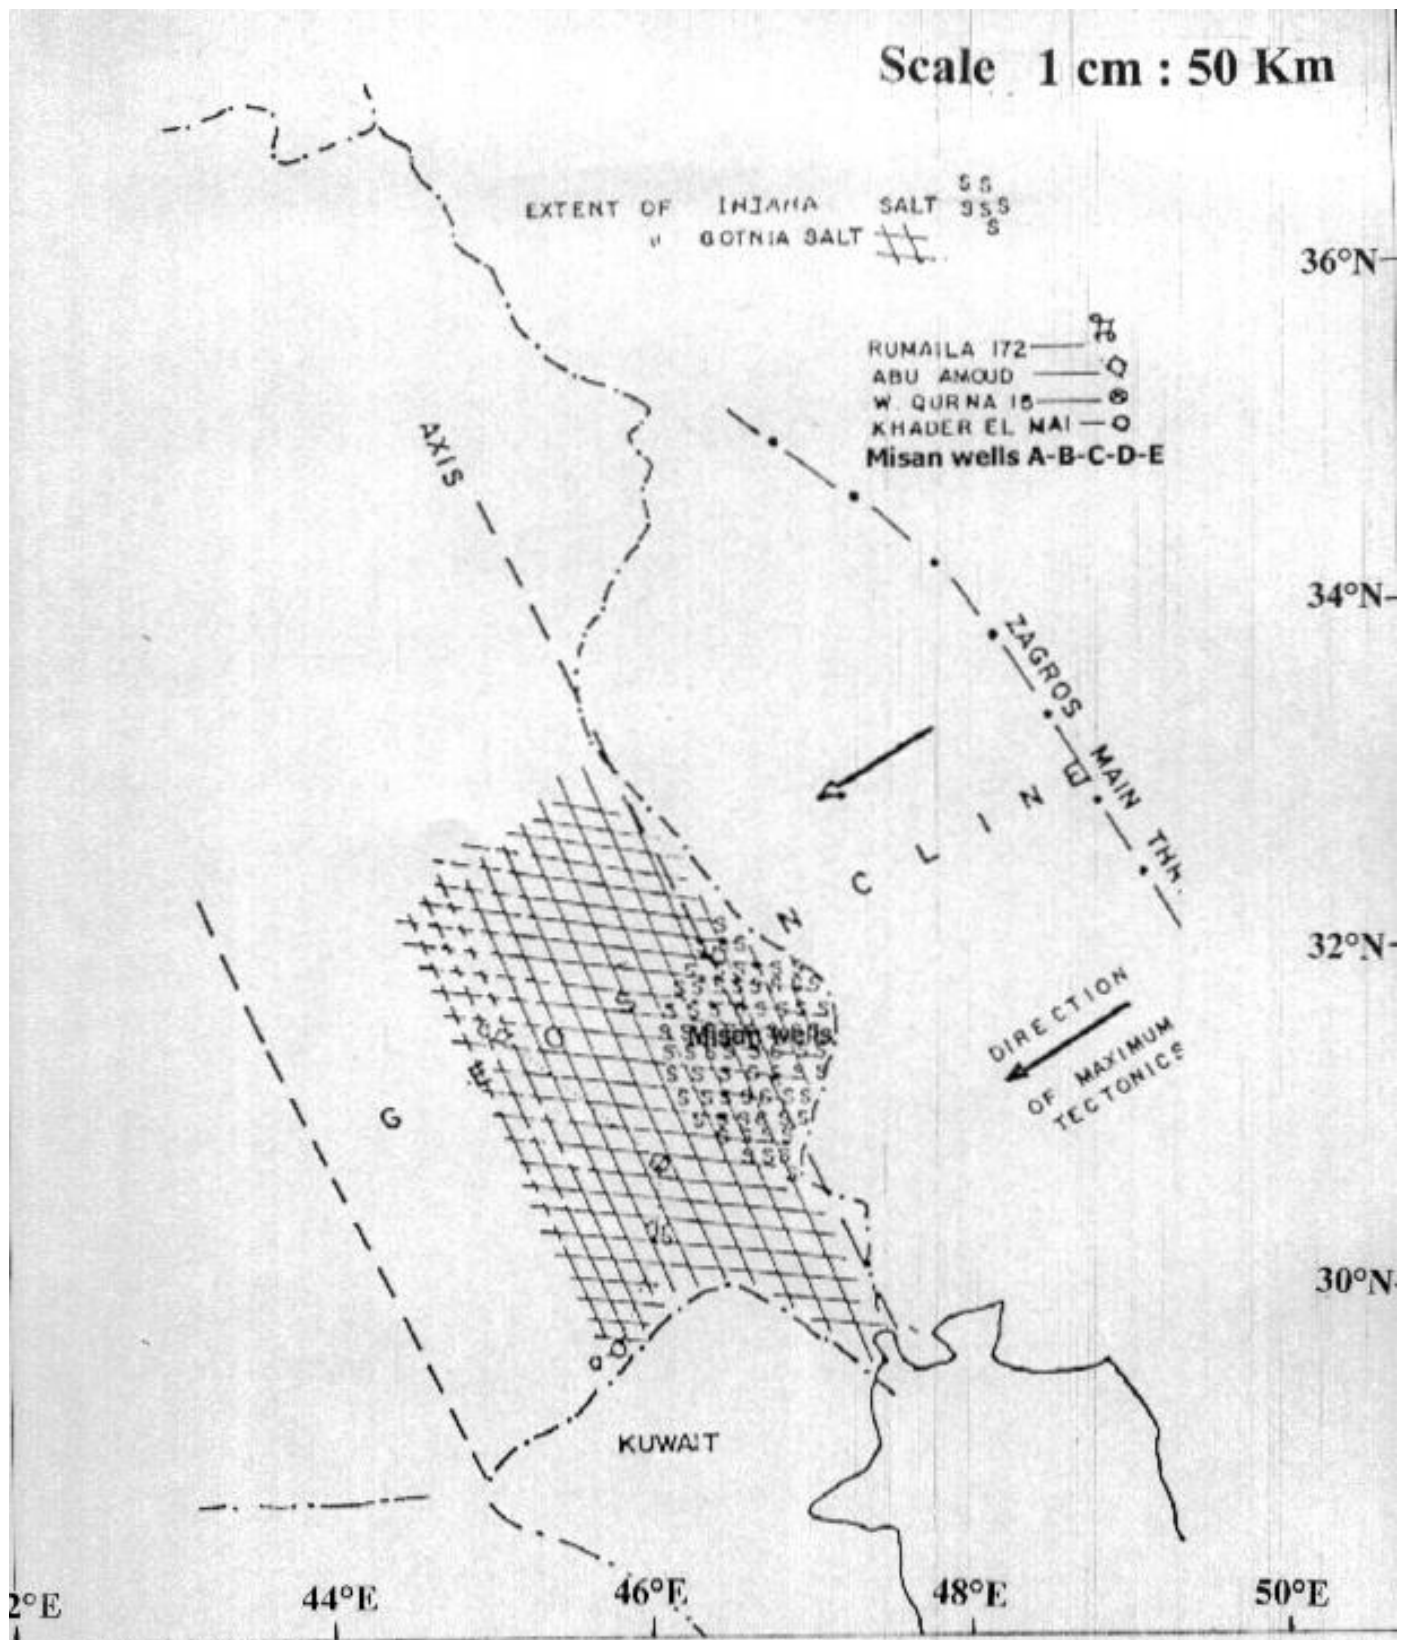 Scale 1 cm : 50 Km
EXTENT OF INJANA SALT S S
S S S
S
" GOTNIA SALT
36°N
RUMAILA 172
ABU AMOUD
W. QURNA 15
KHADER EL MAI
Misan wells A-B-C-D-E
AXIS
34°N
ZAGROS MAIN THR.
G E O S I N C L I N E
32°N
Misan wells
DIRECTION
OF MAXIMUM
TECTONICS
30°N
KUWAIT
2°E 44°E 46°E 48°E 50°E